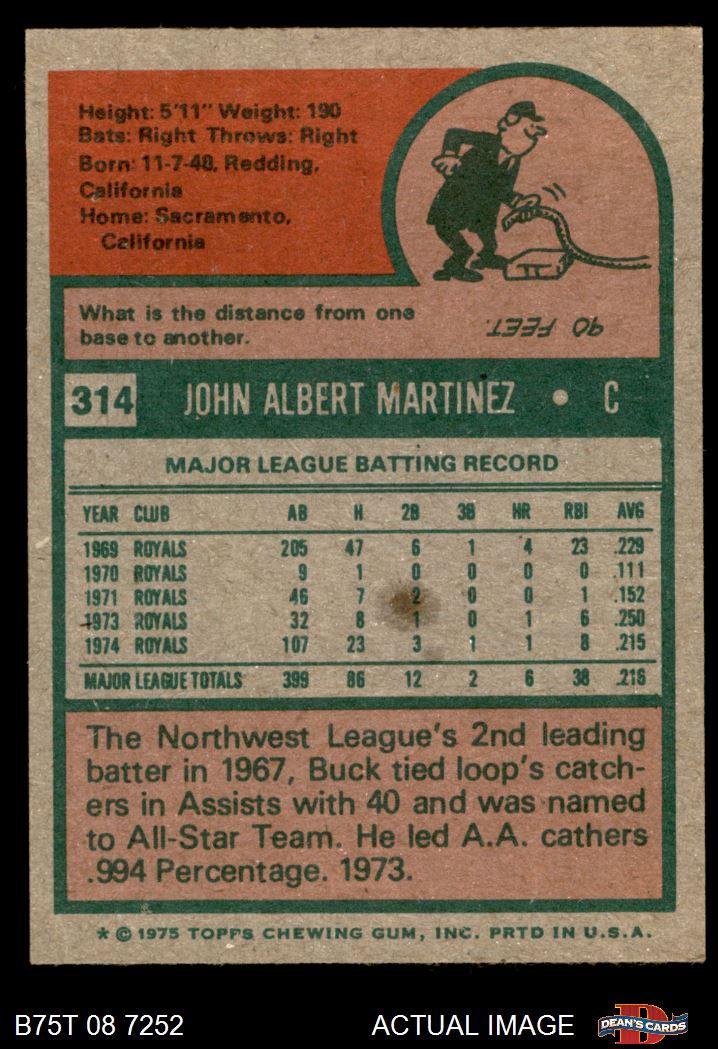 Height: 5'11" Weight: 190
Bats: Right Throws: Right
Born: 11-7-48, Redding,
California
Home: Sacramento,
California
What is the distance from one
base to another.
90 FEET.
314 JOHN ALBERT MARTINEZ • C
MAJOR LEAGUE BATTING RECORD
YEAR CLUB AB H 2B 3B HR RBI AVG
1969 ROYALS 205 47 6 1 4 23 .229
1970 ROYALS 9 1 0 0 0 0 .111
1971 ROYALS 46 7 2 0 0 1 .152
1973 ROYALS 32 8 1 0 1 6 .250
1974 ROYALS 107 23 3 1 1 8 .215
MAJOR LEAGUE TOTALS 399 86 12 2 6 38 .216
The Northwest League's 2nd leading
batter in 1967, Buck tied loop's catch-
ers in Assists with 40 and was named
to All-Star Team. He led A.A. cathers
.994 Percentage. 1973.
* © 1975 TOPPS CHEWING GUM, INC. PRTD IN U.S.A.
B75T 08 7252 ACTUAL IMAGE D DEAN'S CARDS